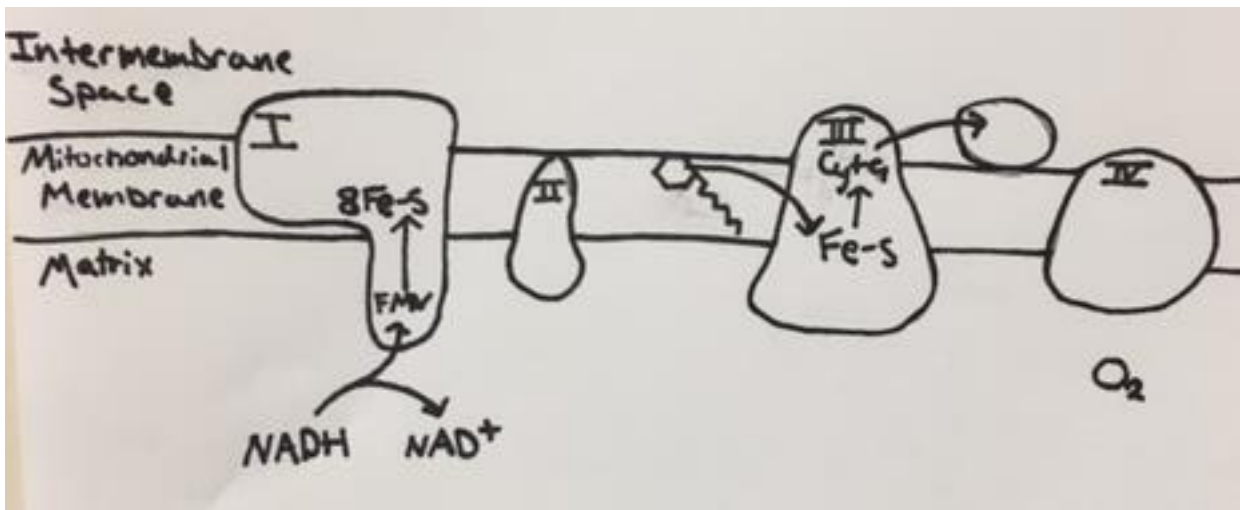 Intermembrane
Space
I
Mitochondrial
Membrane
8Fe-S
Matrix
FMN
NADH
NAD+
II
III
Cyt c1
Fe-S
IV
O2